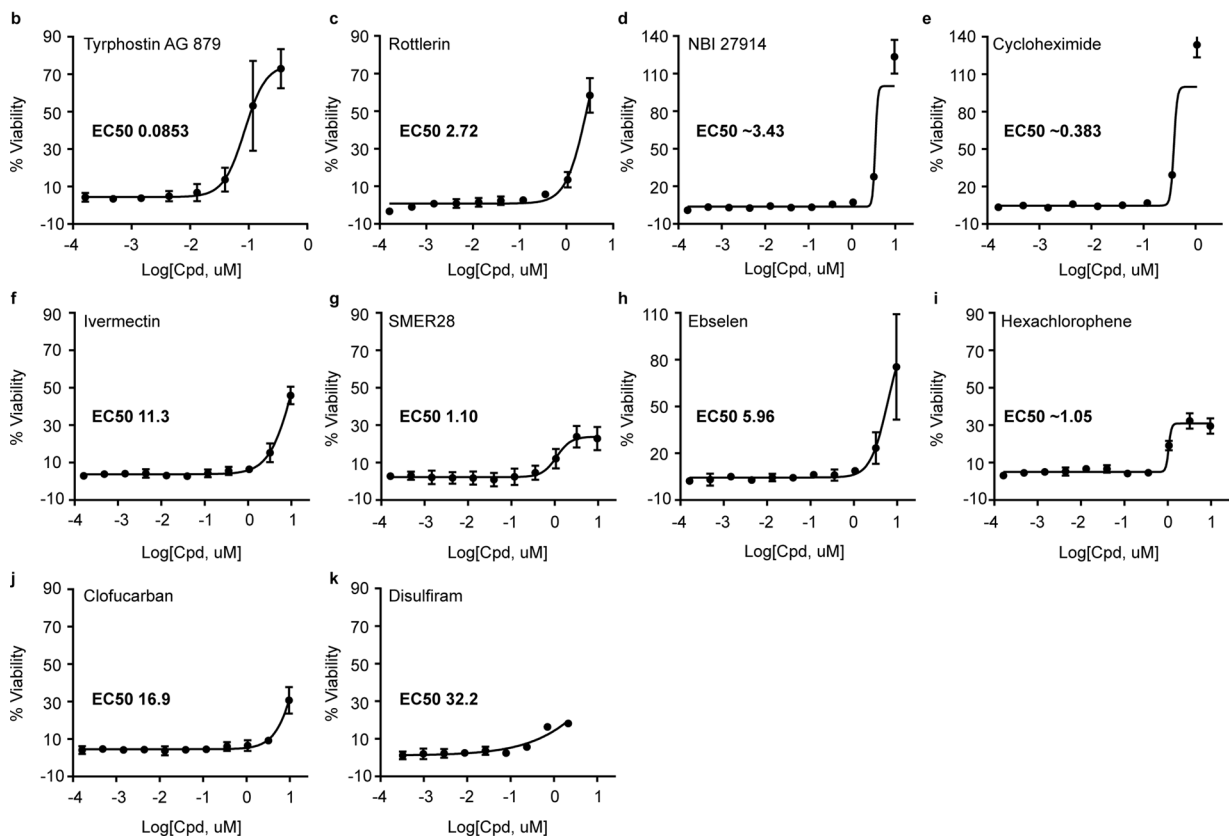 b
Tyrphostin AG 879
90
70
50
30
10
-10
EC50 0.0853
% Viability
-4
-3
-2
-1
0
Log[Cpd, uM]
c
Rottlerin
90
70
50
30
10
-10
EC50 2.72
% Viability
-4
-3
-2
-1
0
1
Log[Cpd, uM]
d
NBI 27914
140
110
80
50
20
-10
EC50 ~3.43
% Viability
-4
-3
-2
-1
0
1
Log[Cpd, uM]
e
Cycloheximide
140
110
80
50
20
-10
EC50 ~0.383
% Viability
-4
-3
-2
-1
0
Log[Cpd, uM]
f
Ivermectin
90
70
50
30
10
-10
EC50 11.3
% Viability
-4
-3
-2
-1
0
1
Log[Cpd, uM]
g
SMER28
90
70
50
30
10
-10
EC50 1.10
% Viability
-4
-3
-2
-1
0
1
Log[Cpd, uM]
h
Ebselen
110
80
50
20
-10
EC50 5.96
% Viability
-4
-3
-2
-1
0
1
Log[Cpd, uM]
i
Hexachlorophene
90
70
50
30
10
-10
EC50 ~1.05
% Viability
-4
-3
-2
-1
0
1
Log[Cpd, uM]
j
Clofucarban
90
70
50
30
10
-10
EC50 16.9
% Viability
-4
-3
-2
-1
0
1
Log[Cpd, uM]
k
Disulfiram
90
70
50
30
10
-10
EC50 32.2
% Viability
-4
-3
-2
-1
0
1
Log[Cpd, uM]